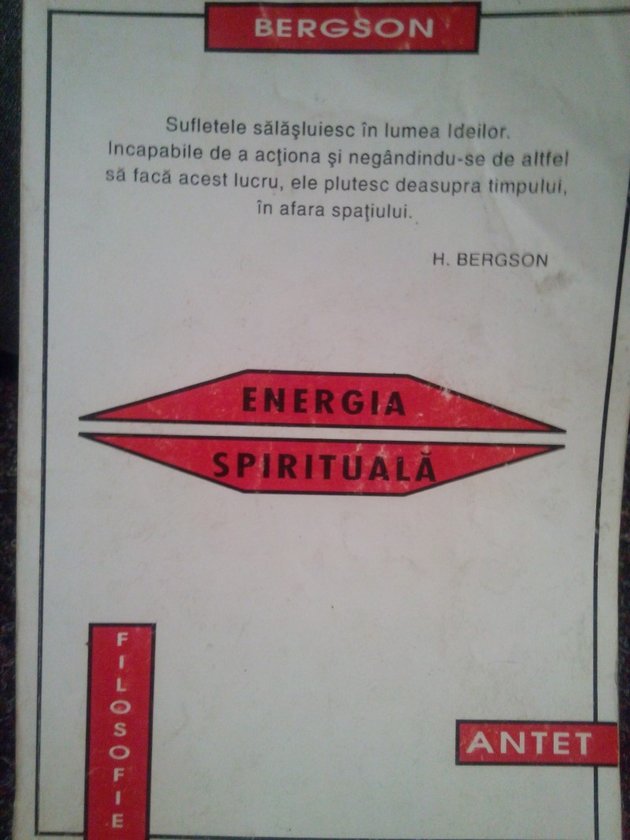 BERGSON
Sufletele sălăşluiesc în lumea Ideilor.
Incapabile de a acţiona şi negândindu-se de altfel
să facă acest lucru, ele plutesc deasupra timpului,
în afara spaţiului.
H. BERGSON
ENERGIA
SPIRITUALĂ
FILOSOFIE
ANTET